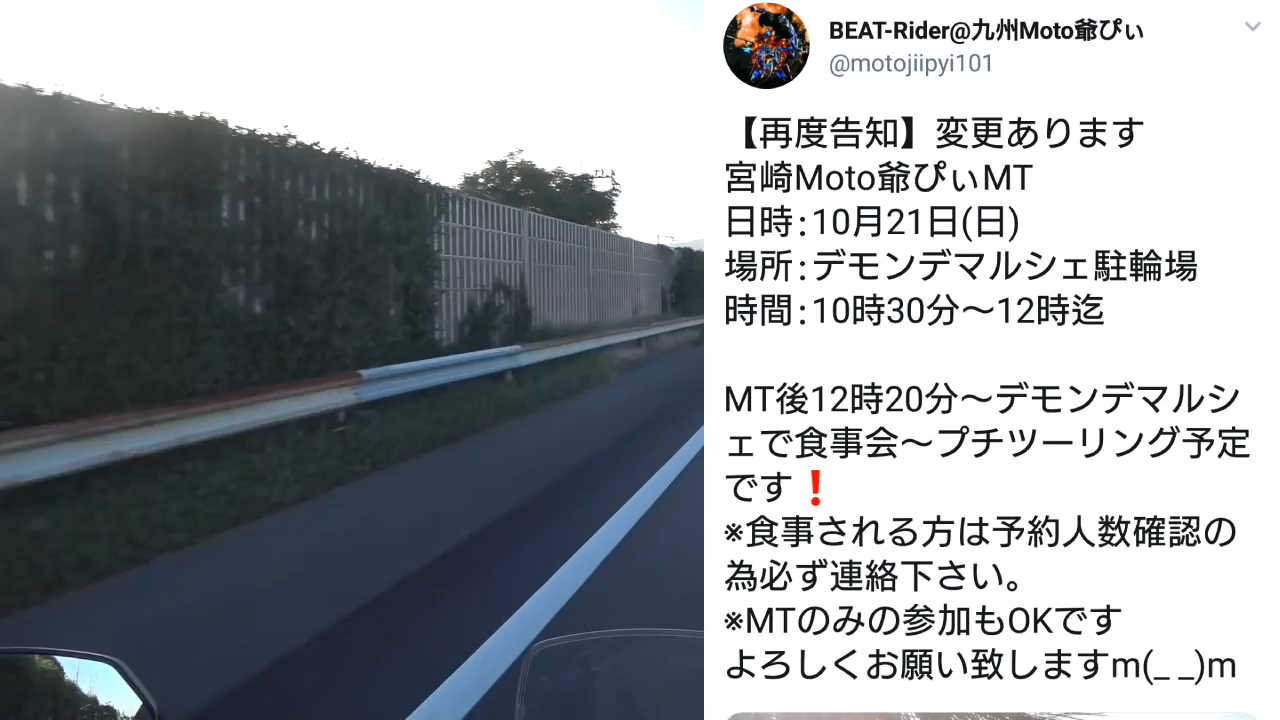 BEAT-Rider@九州Moto爺ぴぃ
@motojiipyi101
【再度告知】変更あります
宮崎Moto爺ぴぃMT
日時:10月21日(日)
場所:デモンデマルシェ駐輪場
時間:10時30分〜12時迄
MT後12時20分〜デモンデマルシ
ェで食事会〜プチツーリング予定
です❗
※食事される方は予約人数確認の
為必ず連絡下さい。
※MTのみの参加もOKです
よろしくお願い致しますm(_ _)m